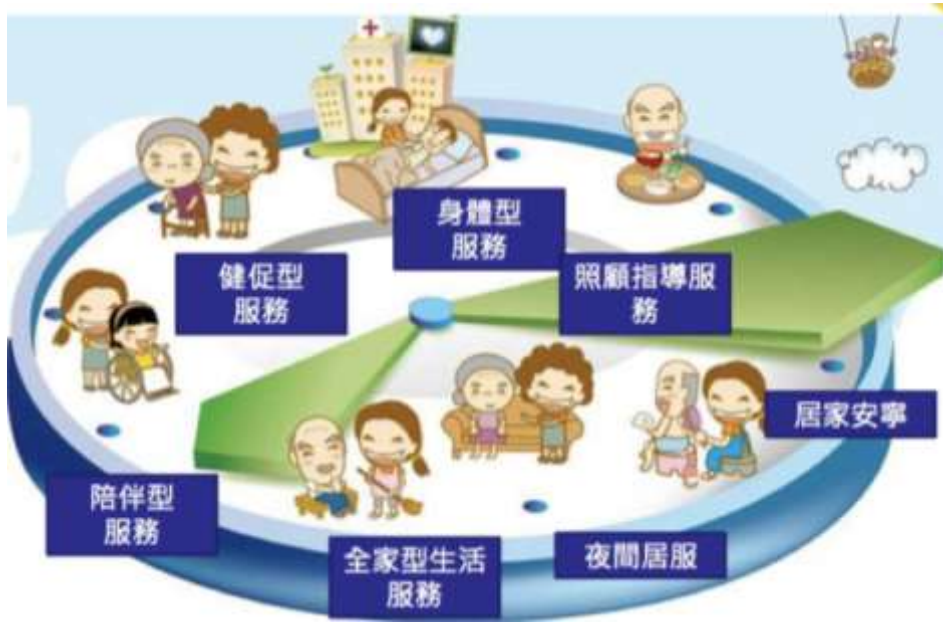 身體型
服務
健促型
服務
照顧指導服
務
居家安寧
陪伴型
服務
全家型生活
服務
夜間居服